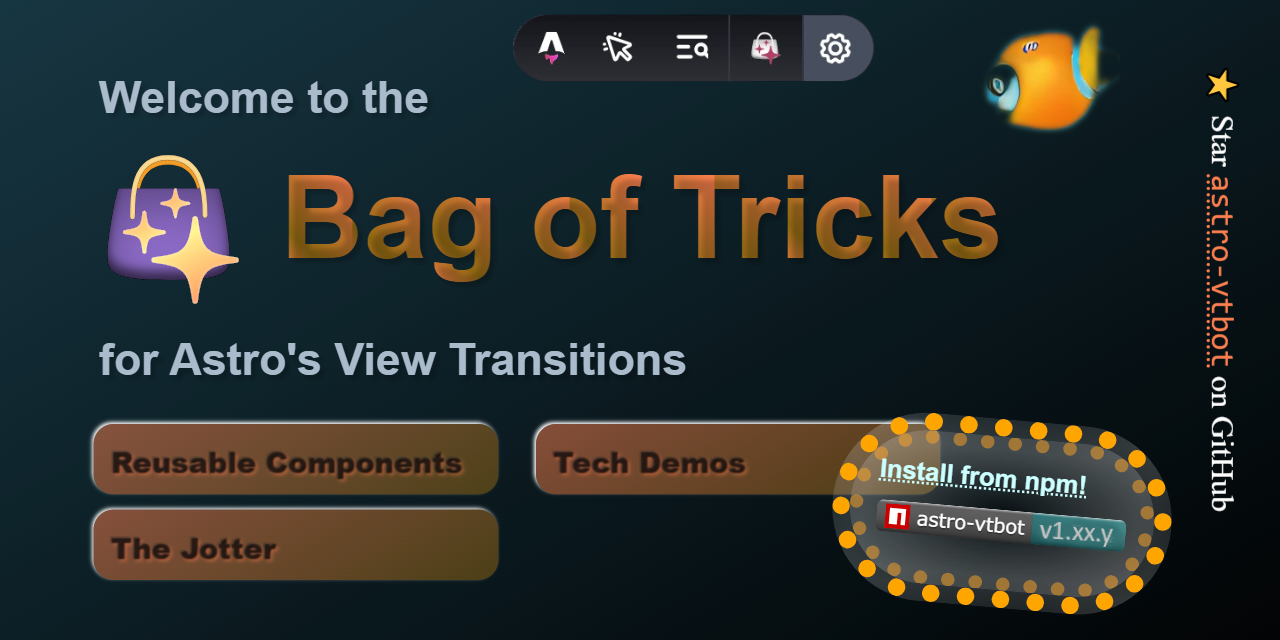 Welcome to the
Bag of Tricks
for Astro's View Transitions
Reusable Components
Tech Demos
The Jotter
Install from npm!
astro-vtbot v1.xx.y
★ Star astro-vtbot on GitHub